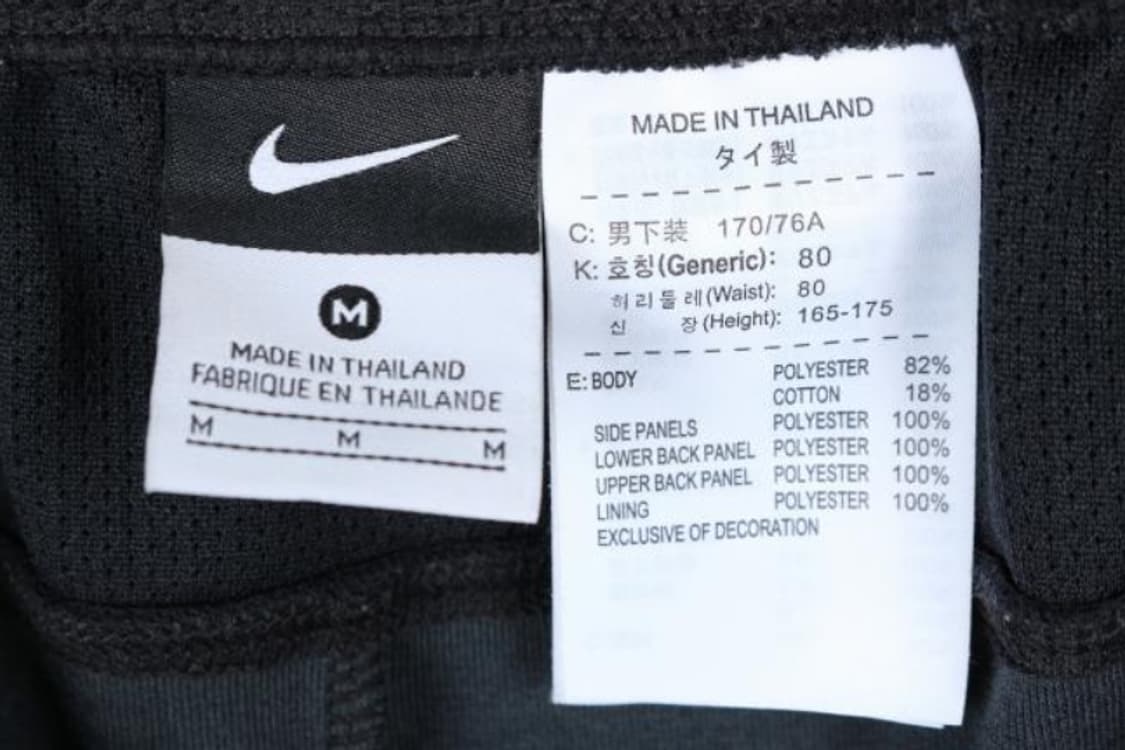 M
MADE IN THAILAND
FABRIQUE EN THAILANDE
M M M
MADE IN THAILAND
タイ製
C: 男下装 170/76A
K: 호칭(Generic): 80
허리둘레(Waist): 80
신 장(Height): 165-175
E: BODY POLYESTER 82%
COTTON 18%
SIDE PANELS POLYESTER 100%
LOWER BACK PANEL POLYESTER 100%
UPPER BACK PANEL POLYESTER 100%
LINING POLYESTER 100%
EXCLUSIVE OF DECORATION